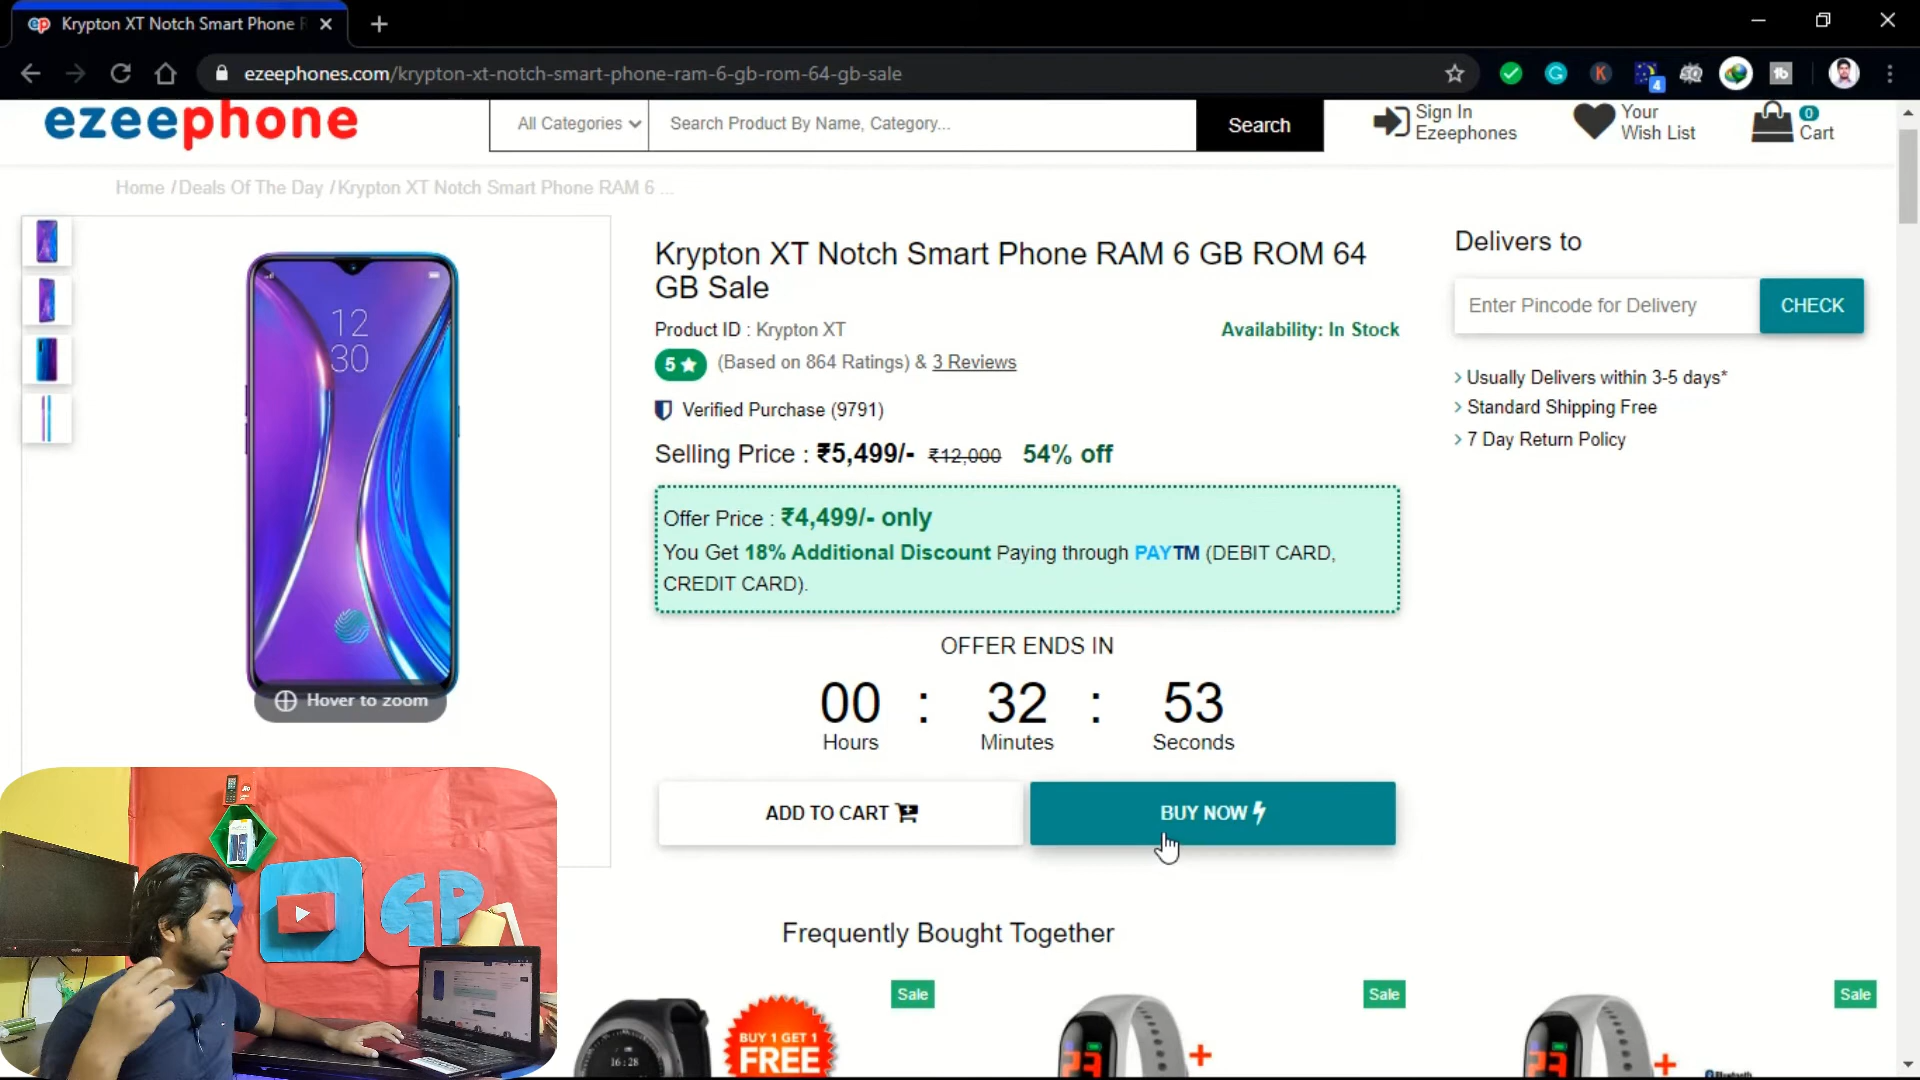 Krypton XT Notch Smart Phone R
ezeephones.com/krypton-xt-notch-smart-phone-ram-6-gb-rom-64-gb-sale
4
ezeephone
All Categories
Search Product By Name, Category...
Search
Sign In
Ezeephones
Your
Wish List
0
Cart
Home /Deals Of The Day /Krypton XT Notch Smart Phone RAM 6 ...
12
30
Hover to zoom
Krypton XT Notch Smart Phone RAM 6 GB ROM 64
GB Sale
Product ID : Krypton XT
Availability: In Stock
5 ★ (Based on 864 Ratings) & 3 Reviews
Verified Purchase (9791)
Selling Price : ₹5,499/- ₹12,000 54% off
Offer Price : ₹4,499/- only
You Get 18% Additional Discount Paying through PAYTM (DEBIT CARD,
CREDIT CARD).
OFFER ENDS IN
00 : 32 : 53
Hours Minutes Seconds
ADD TO CART
BUY NOW
Delivers to
Enter Pincode for Delivery
CHECK
> Usually Delivers within 3-5 days*
> Standard Shipping Free
> 7 Day Return Policy
GP
Frequently Bought Together
Sale
Sale
Sale
BUY 1 GET 1
FREE
16:28
+
+